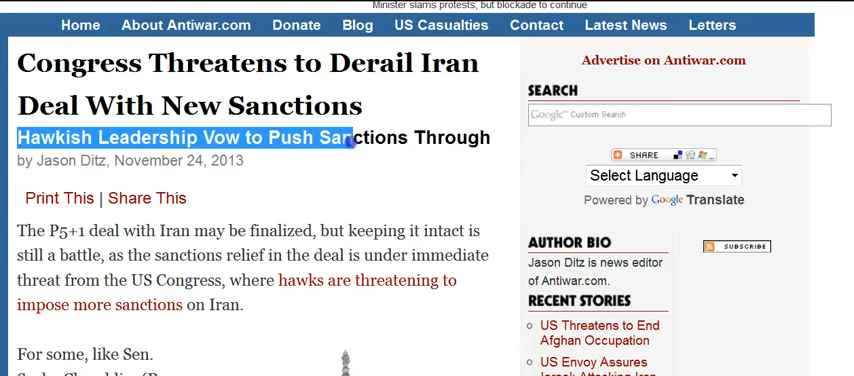 Minister slams protests, but blockade to continue
Home About Antiwar.com Donate Blog US Casualties Contact Latest News Letters
Congress Threatens to Derail Iran
Deal With New Sanctions
Hawkish Leadership Vow to Push Sanctions Through
by Jason Ditz, November 24, 2013
Print This | Share This
The P5+1 deal with Iran may be finalized, but keeping it intact is
still a battle, as the sanctions relief in the deal is under immediate
threat from the US Congress, where hawks are threatening to
impose more sanctions on Iran.
For some, like Sen.
Advertise on Antiwar.com
SEARCH
Google™ Custom Search
SHARE
Select Language
Powered by Google Translate
AUTHOR BIO
Jason Ditz is news editor
of Antiwar.com.
SUBSCRIBE
RECENT STORIES
US Threatens to End
Afghan Occupation
US Envoy Assures